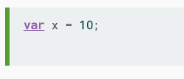 var x = 10;